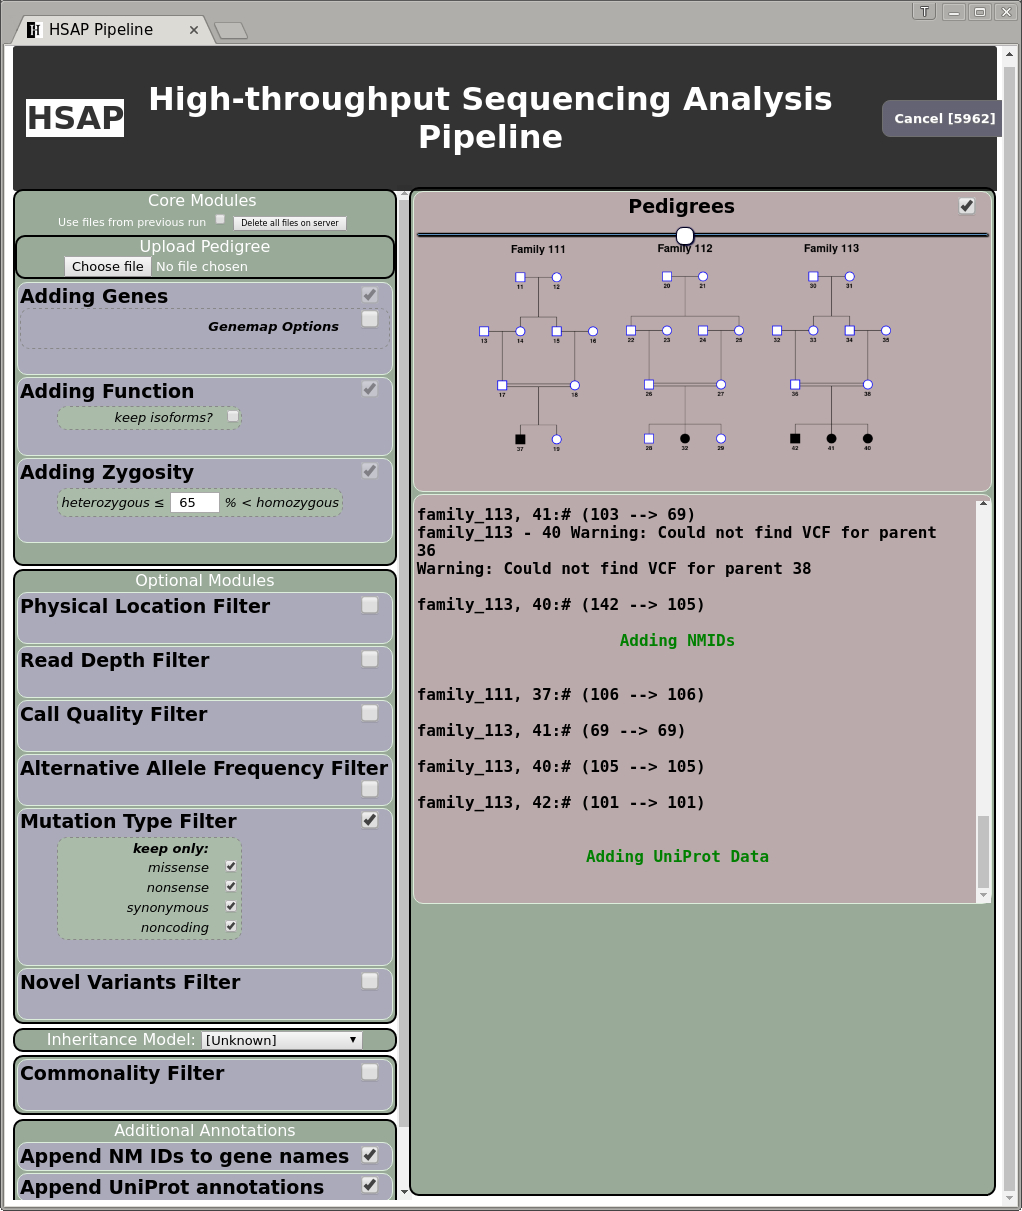 HSAP Pipeline
T
HSAP
High-throughput Sequencing Analysis
Pipeline
Cancel [5962]
Core Modules
Use files from previous run
Delete all files on server
Upload Pedigree
Choose file No file chosen
Adding Genes
Genemap Options
Adding Function
keep isoforms?
Adding Zygosity
heterozygous ≤ 65 % < homozygous
Optional Modules
Physical Location Filter
Read Depth Filter
Call Quality Filter
Alternative Allele Frequency Filter
Mutation Type Filter
keep only:
missense
nonsense
synonymous
noncoding
Novel Variants Filter
Inheritance Model: [Unknown]
Commonality Filter
Additional Annotations
Append NM IDs to gene names
Append UniProt annotations
Pedigrees
Family 111 Family 112 Family 113
11 12 20 21 30 31
13 14 15 16 22 23 24 25 32 33 34 35
17 18 26 27 36 38
37 19 28 32 29 42 41 40
family_113, 41:# (103 --> 69)
family_113 - 40 Warning: Could not find VCF for parent
36
Warning: Could not find VCF for parent 38
family_113, 40:# (142 --> 105)
Adding NMIDs
family_111, 37:# (106 --> 106)
family_113, 41:# (69 --> 69)
family_113, 40:# (105 --> 105)
family_113, 42:# (101 --> 101)
Adding UniProt Data